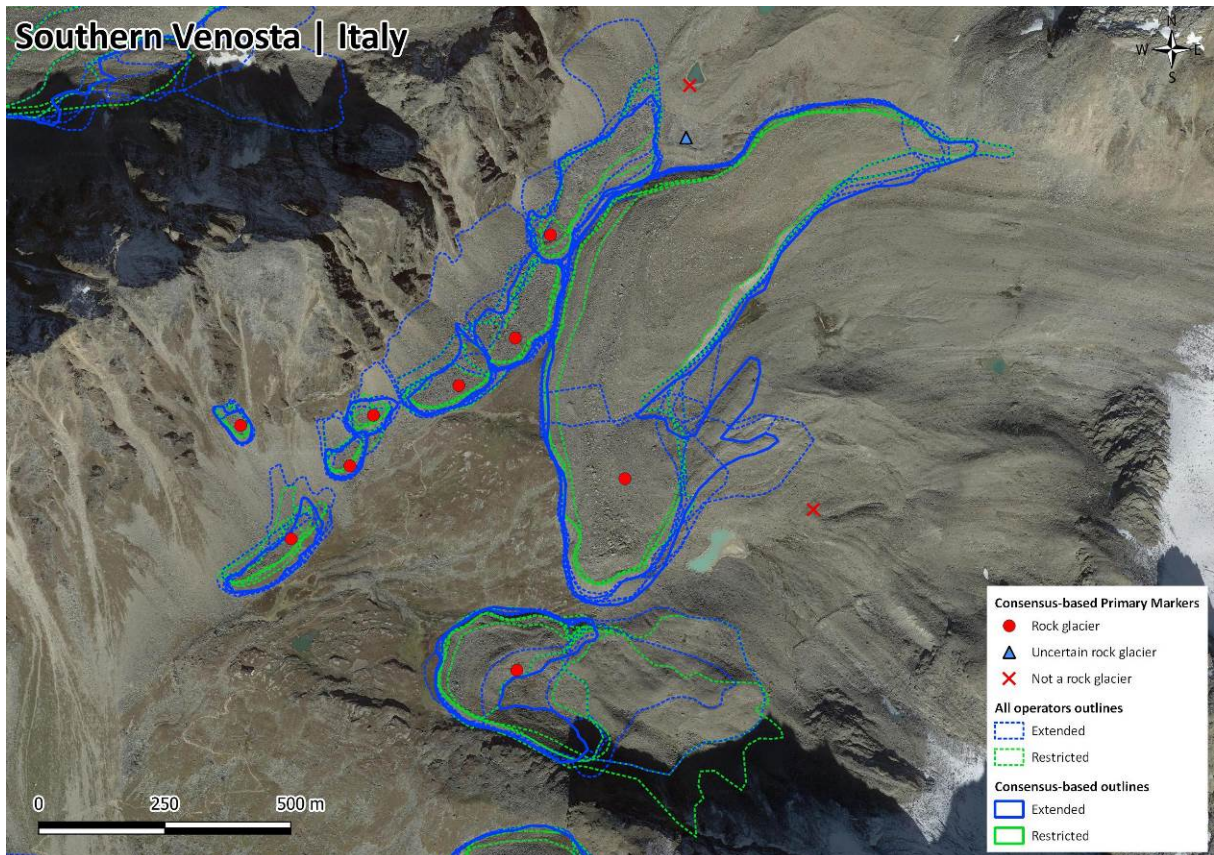 Southern Venosta | Italy
N
W E
S
Consensus-based Primary Markers
Rock glacier
Uncertain rock glacier
Not a rock glacier
All operators outlines
Extended
Restricted
Consensus-based outlines
Extended
Restricted
0 250 500 m